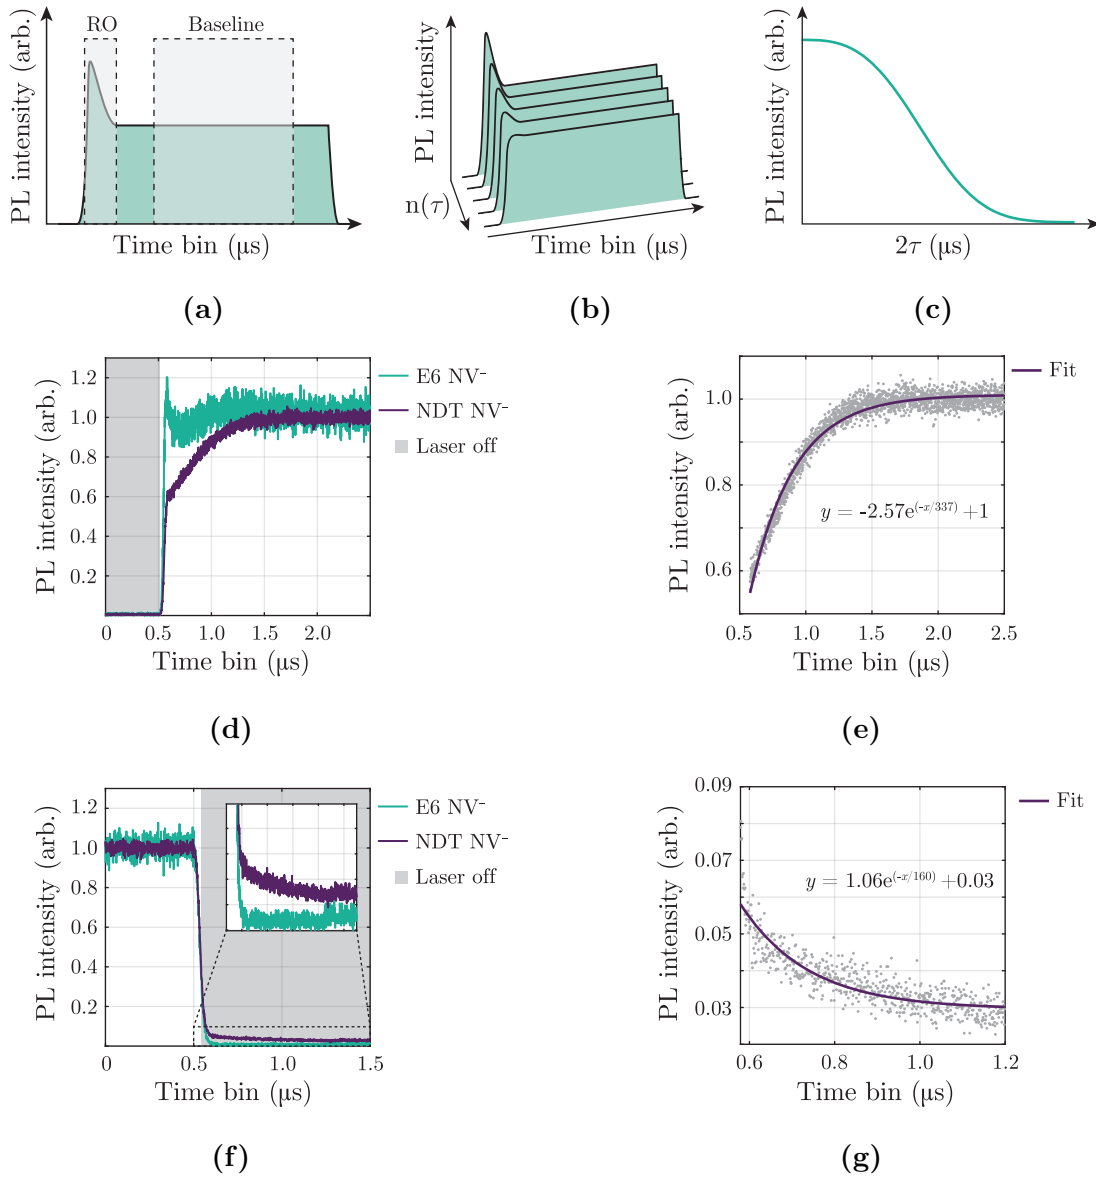 PL intensity (arb.)
RO
Baseline
Time bin (μs)
(a)
PL intensity
n(τ)
Time bin (μs)
(b)
PL intensity (arb.)
2τ (μs)
(c)
PL intensity (arb.)
1.2
1.0
0.8
0.6
0.4
0.2
0 0.5 1.0 1.5 2.0
Time bin (μs)
E6 NV⁻
NDT NV⁻
Laser off
(d)
PL intensity (arb.)
1.0
1.0
0.8
0.6
0.5 1.0 1.5 2.0 2.5
Time bin (μs)
y = -2.57e^(-x/337) +1
Fit
(e)
PL intensity (arb.)
1.2
1.0
0.8
0.6
0.4
0.2
0 0.5 1.0 1.5
Time bin (μs)
E6 NV⁻
NDT NV⁻
Laser off
(f)
PL intensity (arb.)
0.09
0.07
0.05
0.03
0.6 0.8 1.0 1.2
Time bin (μs)
y = 1.06e^(-x/160) +0.03
Fit
(g)